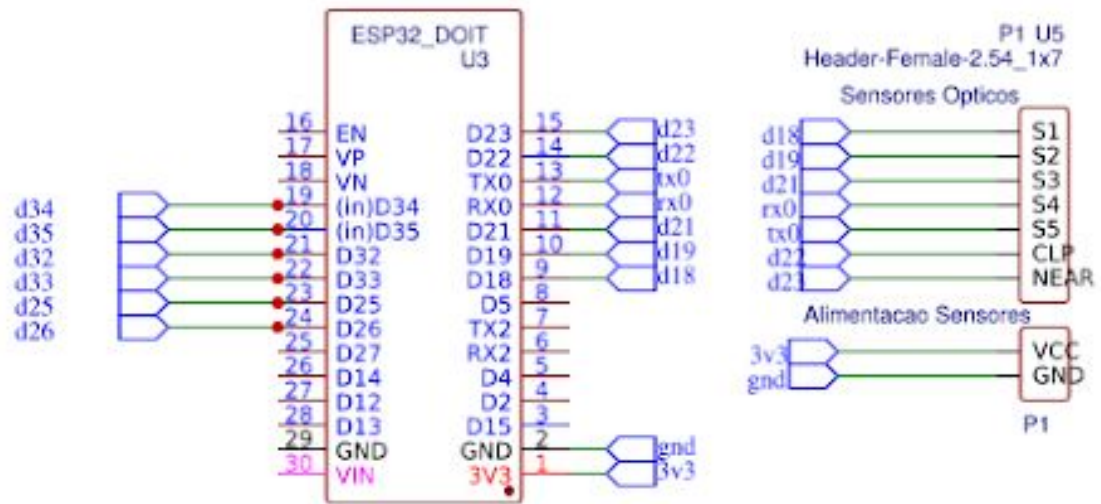 ESP32_DOIT
U3
16 EN
17 VP
18 VN
d34 19 (in)D34
d35 20 (in)D35
d32 21 D32
d33 22 D33
d25 23 D25
d26 24 D26
25 D27
26 D14
27 D12
28 D13
29 GND
30 VIN
D23 15 d23
D22 14 d22
TX0 13 tx0
RX0 12 rx0
D21 11 d21
D19 10 d19
D18 9 d18
D5 8
TX2 7
RX2 6
D4 5
D2 4
D15 3
GND 2 gnd
3V3 1 3v3
P1 U5
Header-Female-2.54_1x7
Sensores Opticos
d18 S1
d19 S2
d21 S3
rx0 S4
tx0 S5
d22 CLP
d23 NEAR
Alimentacao Sensores
3v3 VCC
gnd GND
P1